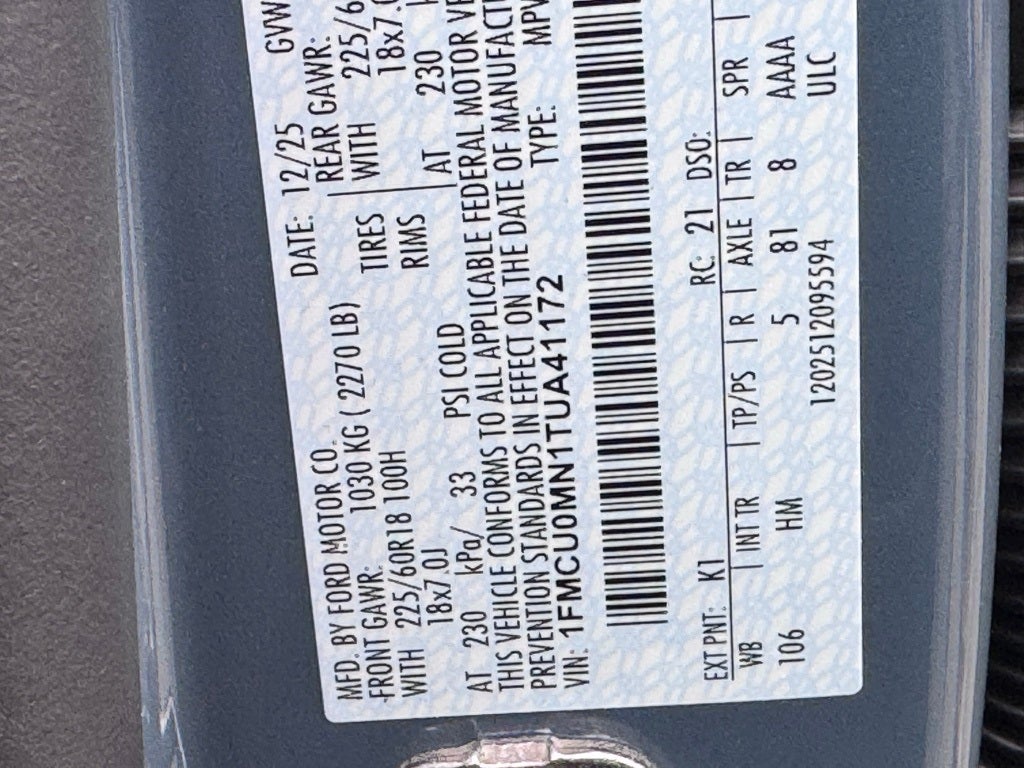 MFD. BY FORD MOTOR CO.
DATE: 12/25
GVW
FRONT GAWR: 1030 KG ( 2270 LB)
REAR GAWR:
WITH 225/60R18 100H
TIRES
WITH 225/6
18x7.0J
RIMS
18x7.0
AT 230 kPa/ 33 PSI COLD
AT 230
THIS VEHICLE CONFORMS TO ALL APPLICABLE FEDERAL MOTOR VE
PREVENTION STANDARDS IN EFFECT ON THE DATE OF MANUFACT
VIN: 1FMCU0MN1TUA41172
TYPE: MPV
EXT PNT: K1
RC: 21 DSO:
WB | INT TR | TP/PS | R | AXLE | TR | SPR |
106 HM 5 81 8 AAAA
12025120​95594
ULC